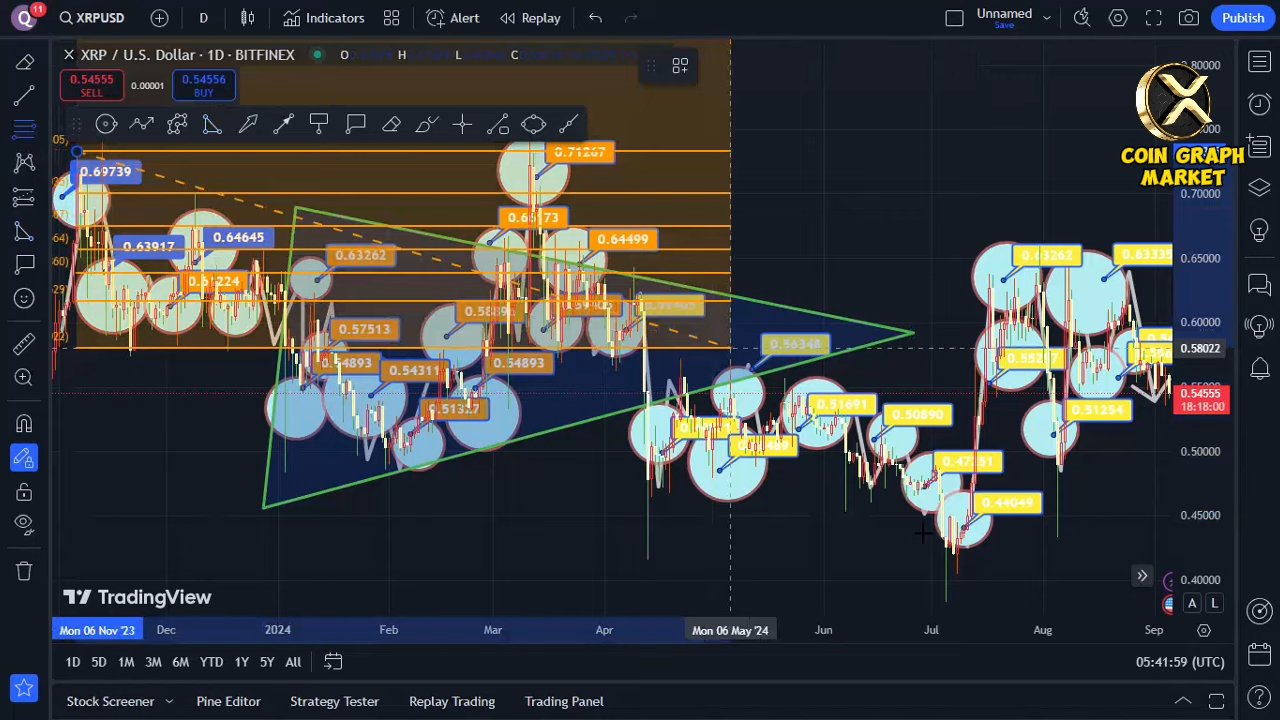 Q 11 XRPUSD D Indicators Alert Replay Unnamed Save Publish
XRP / U.S. Dollar · 1D · BITFINEX O H L C
0.54555 SELL 0.00001 0.54556 BUY
COIN GRAPH
MARKET
0.80000
0.70000
0.65000
0.60000
0.58022
0.54555
18:18:00
0.50000
0.45000
0.40000
0.71267
0.69739
0.64645
0.63917
0.64499
0.63262
0.57513
0.54893
0.54311
0.54893
0.51327
0.56348
0.51691
0.50890
0.44049
0.63262
0.63335
0.51254
TradingView
A L
Mon 06 Nov '23 Dec 2024 Feb Mar Apr Mon 06 May '24 Jun Jul Aug Sep
1D 5D 1M 3M 6M YTD 1Y 5Y All 05:41:59 (UTC)
Stock Screener Pine Editor Strategy Tester Replay Trading Trading Panel